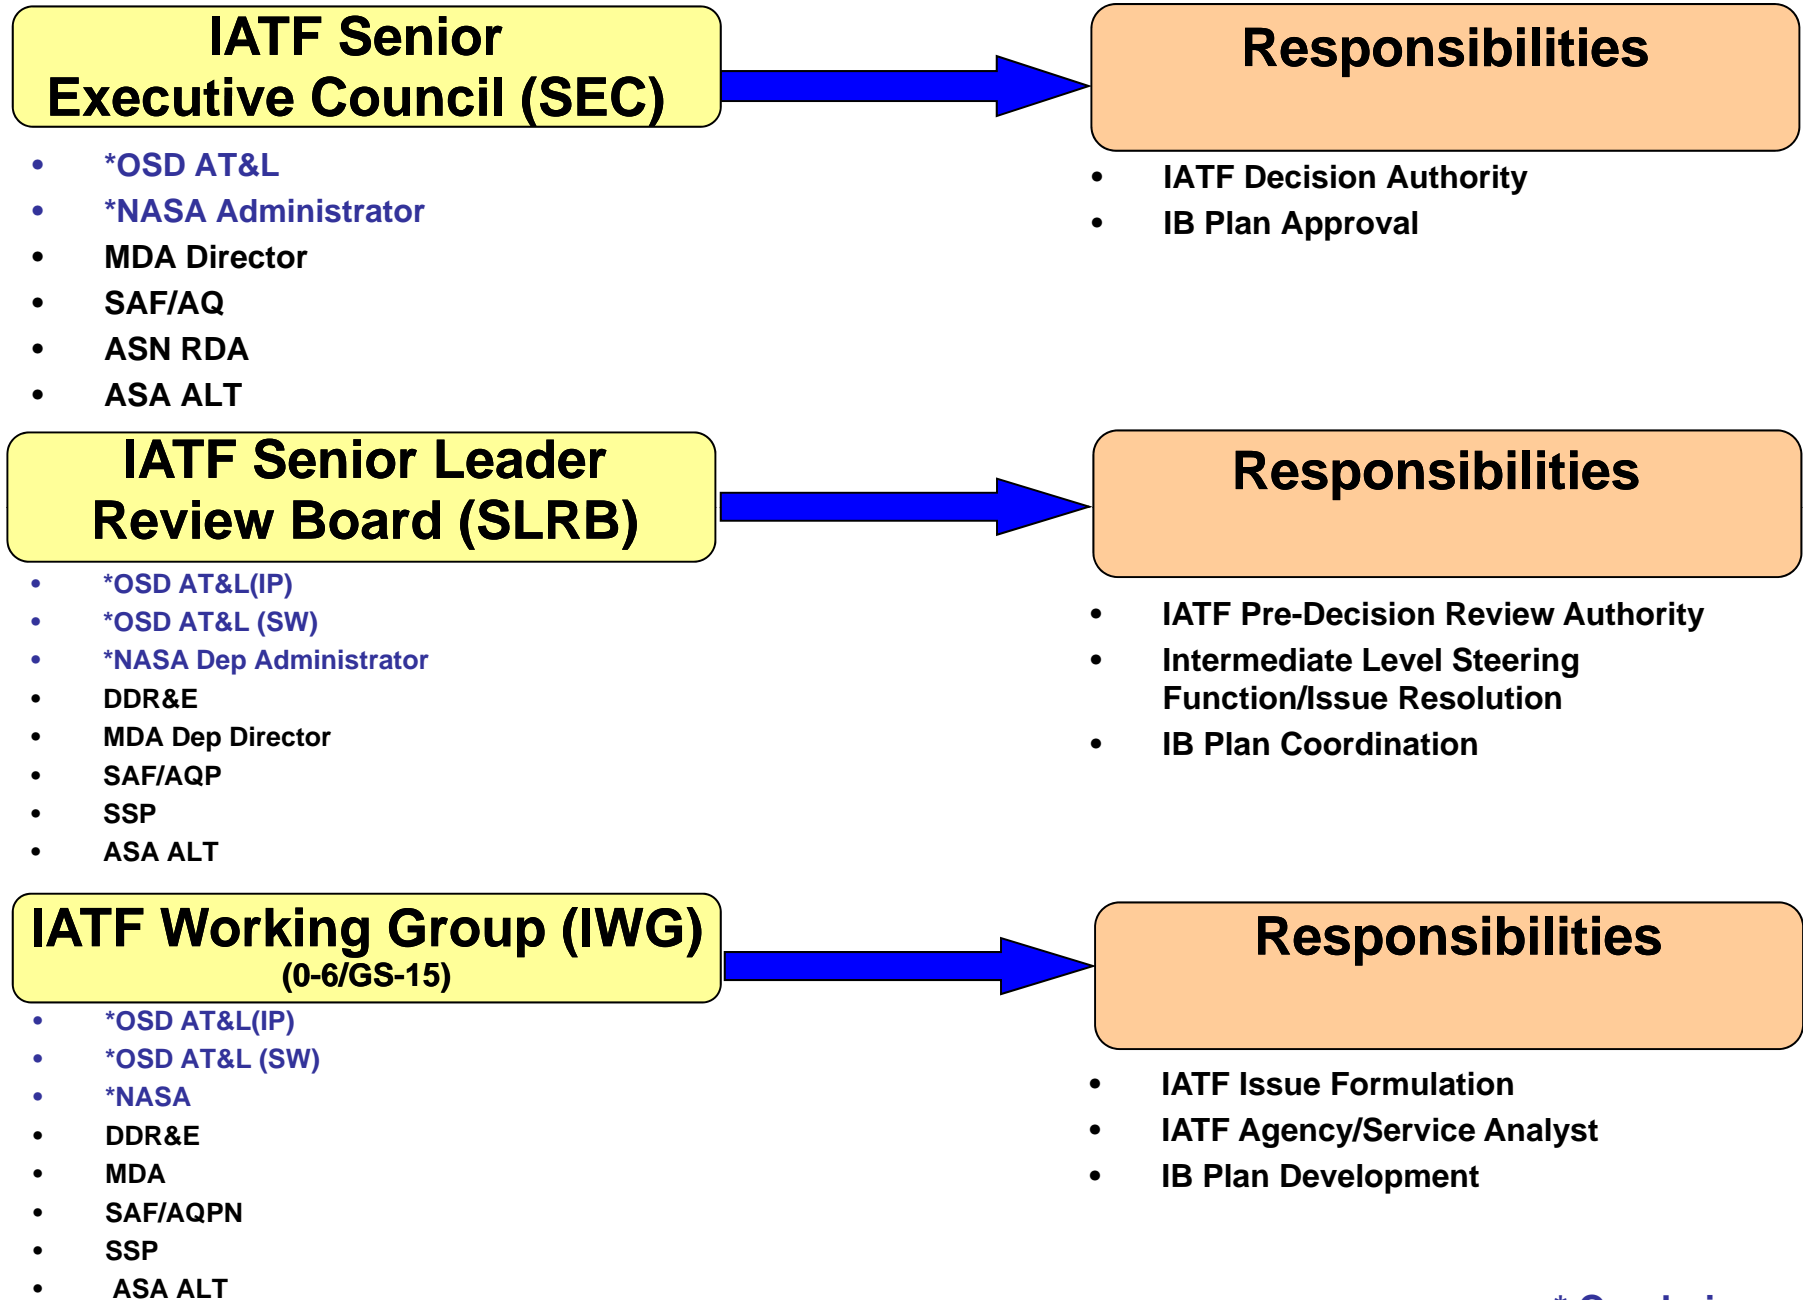 IATF Senior
Executive Council (SEC)
• *OSD AT&L
• *NASA Administrator
• MDA Director
• SAF/AQ
• ASN RDA
• ASA ALT
Responsibilities
• IATF Decision Authority
• IB Plan Approval
IATF Senior Leader
Review Board (SLRB)
• *OSD AT&L(IP)
• *OSD AT&L (SW)
• *NASA Dep Administrator
• DDR&E
• MDA Dep Director
• SAF/AQP
• SSP
• ASA ALT
Responsibilities
• IATF Pre-Decision Review Authority
• Intermediate Level Steering
Function/Issue Resolution
• IB Plan Coordination
IATF Working Group (IWG)
(0-6/GS-15)
• *OSD AT&L(IP)
• *OSD AT&L (SW)
• *NASA
• DDR&E
• MDA
• SAF/AQPN
• SSP
• ASA ALT
Responsibilities
• IATF Issue Formulation
• IATF Agency/Service Analyst
• IB Plan Development